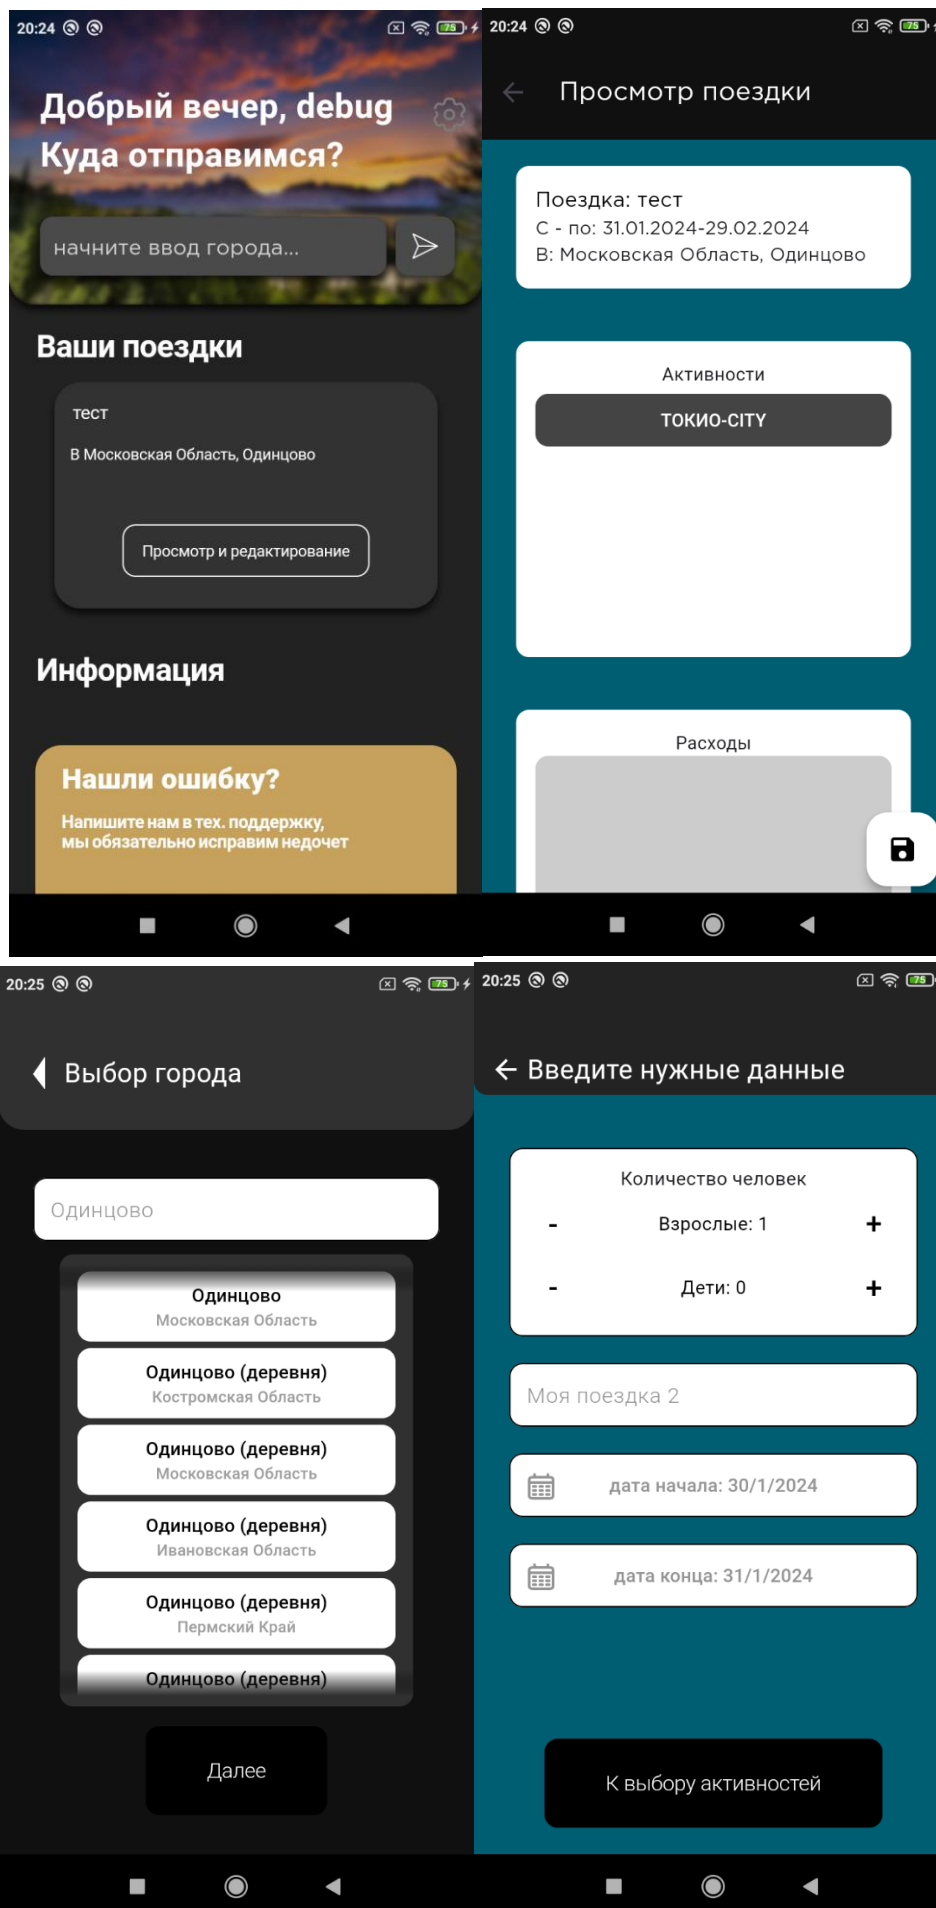 20:24
75
Добрый вечер, debug
Куда отправимся?
начните ввод города...
Ваши поездки
тест
В Московская Область, Одинцово
Просмотр и редактирование
Информация
Нашли ошибку?
Напишите нам в тех. поддержку,
мы обязательно исправим недочет
20:24
75
Просмотр поездки
Поездка: тест
С - по: 31.01.2024-29.02.2024
В: Московская Область, Одинцово
Активности
ТОКИО-CITY
Расходы
20:25
75
Выбор города
Одинцово
Одинцово
Московская Область
Одинцово (деревня)
Костромская Область
Одинцово (деревня)
Московская Область
Одинцово (деревня)
Ивановская Область
Одинцово (деревня)
Пермский Край
Одинцово (деревня)
Далее
20:25
75
Введите нужные данные
Количество человек
- Взрослые: 1 +
- Дети: 0 +
Моя поездка 2
дата начала: 30/1/2024
дата конца: 31/1/2024
К выбору активностей